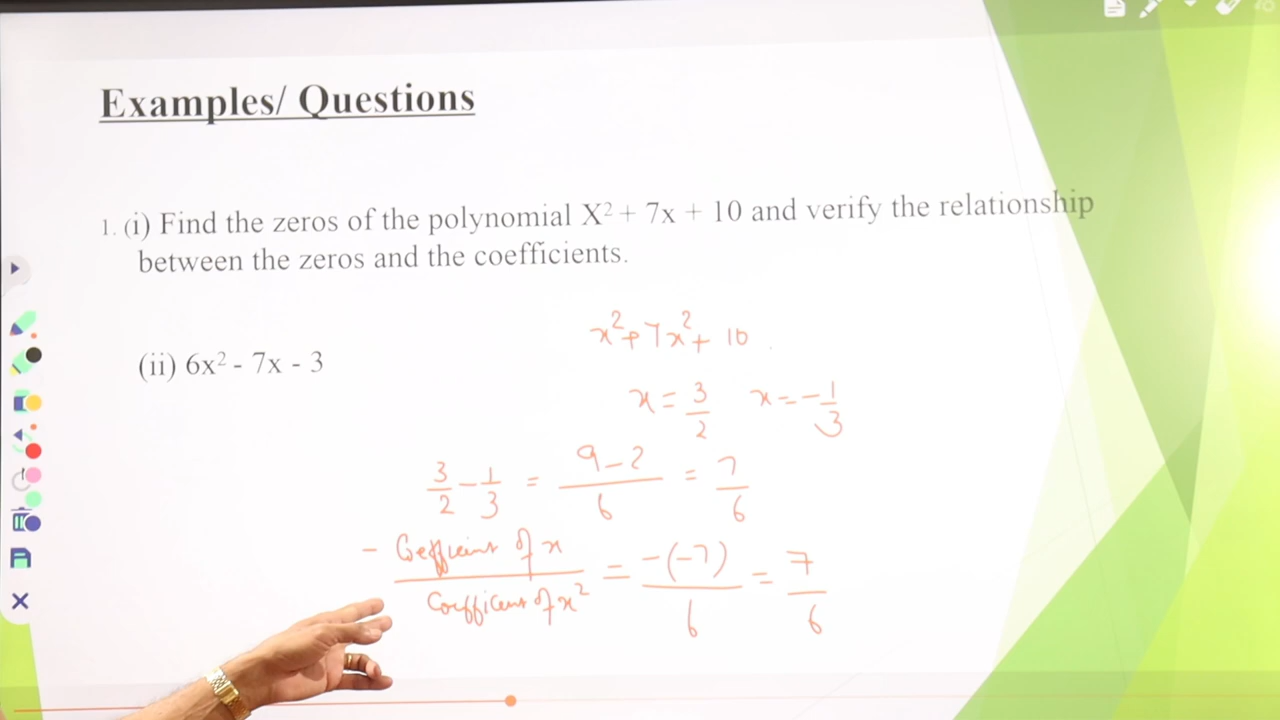 Examples/ Questions
1. (i) Find the zeros of the polynomial X² + 7x + 10 and verify the relationship
between the zeros and the coefficients.
x² + 7x² + 10
(ii) 6x² - 7x - 3
x = 3/2 x = -1/3
3/2 - 1/3 = 9-2/6 = 7/6
- Coefficient of x / Coefficient of x² = -(-7)/6 = 7/6